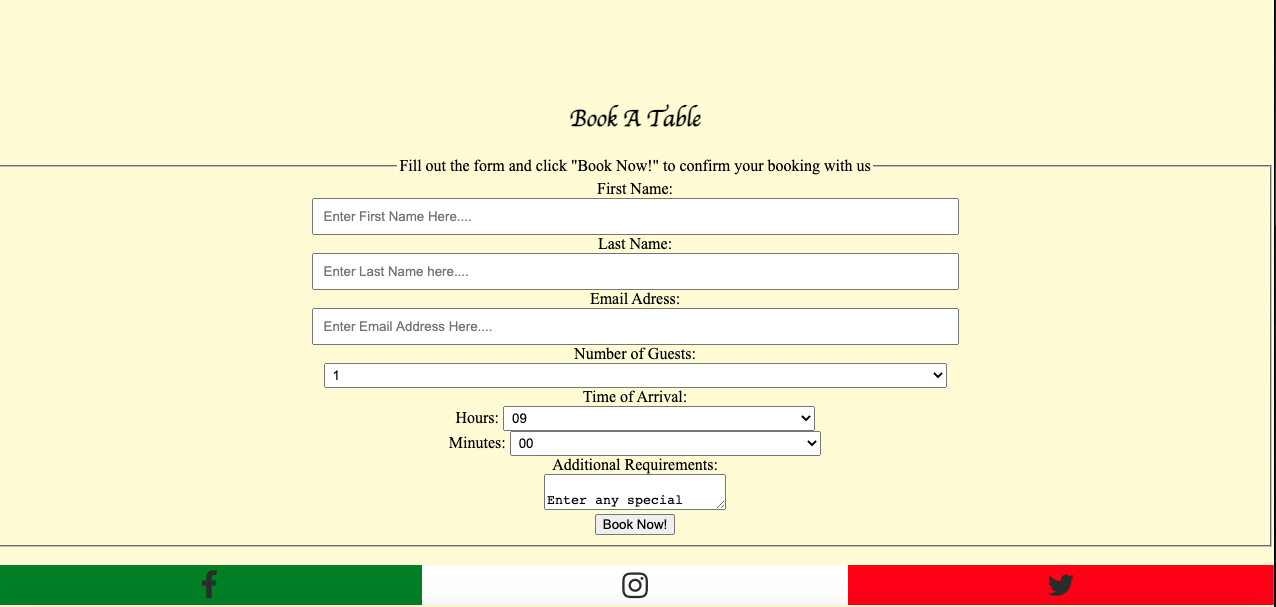 Book A Table
Fill out the form and click "Book Now!" to confirm your booking with us
First Name:
Enter First Name Here....
Last Name:
Enter Last Name here....
Email Adress:
Enter Email Address Here....
Number of Guests:
1
Time of Arrival:
Hours: 09
Minutes: 00
Additional Requirements:
Enter any special
Book Now!